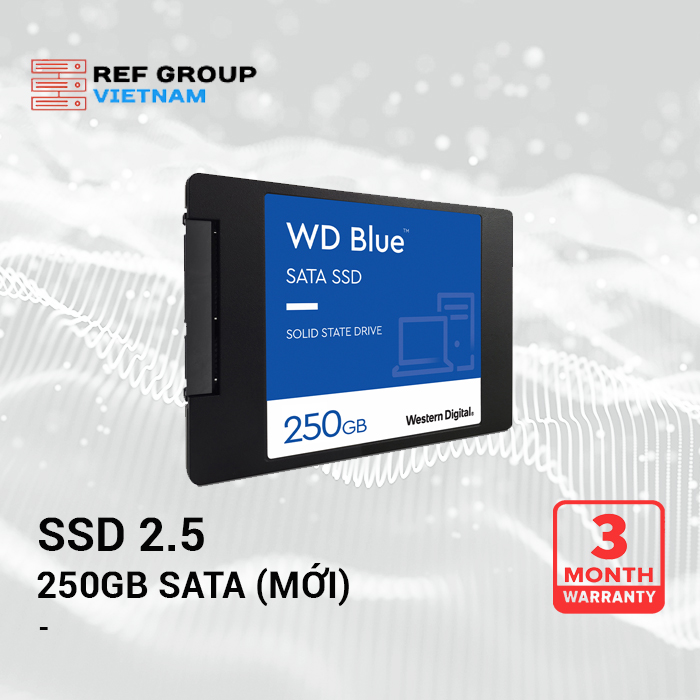 REF GROUP
VIETNAM
WD Blue™
SATA SSD
SOLID STATE DRIVE
250GB
Western Digital®
SSD 2.5
250GB SATA (MỚI)
-
3
MONTH
WARRANTY